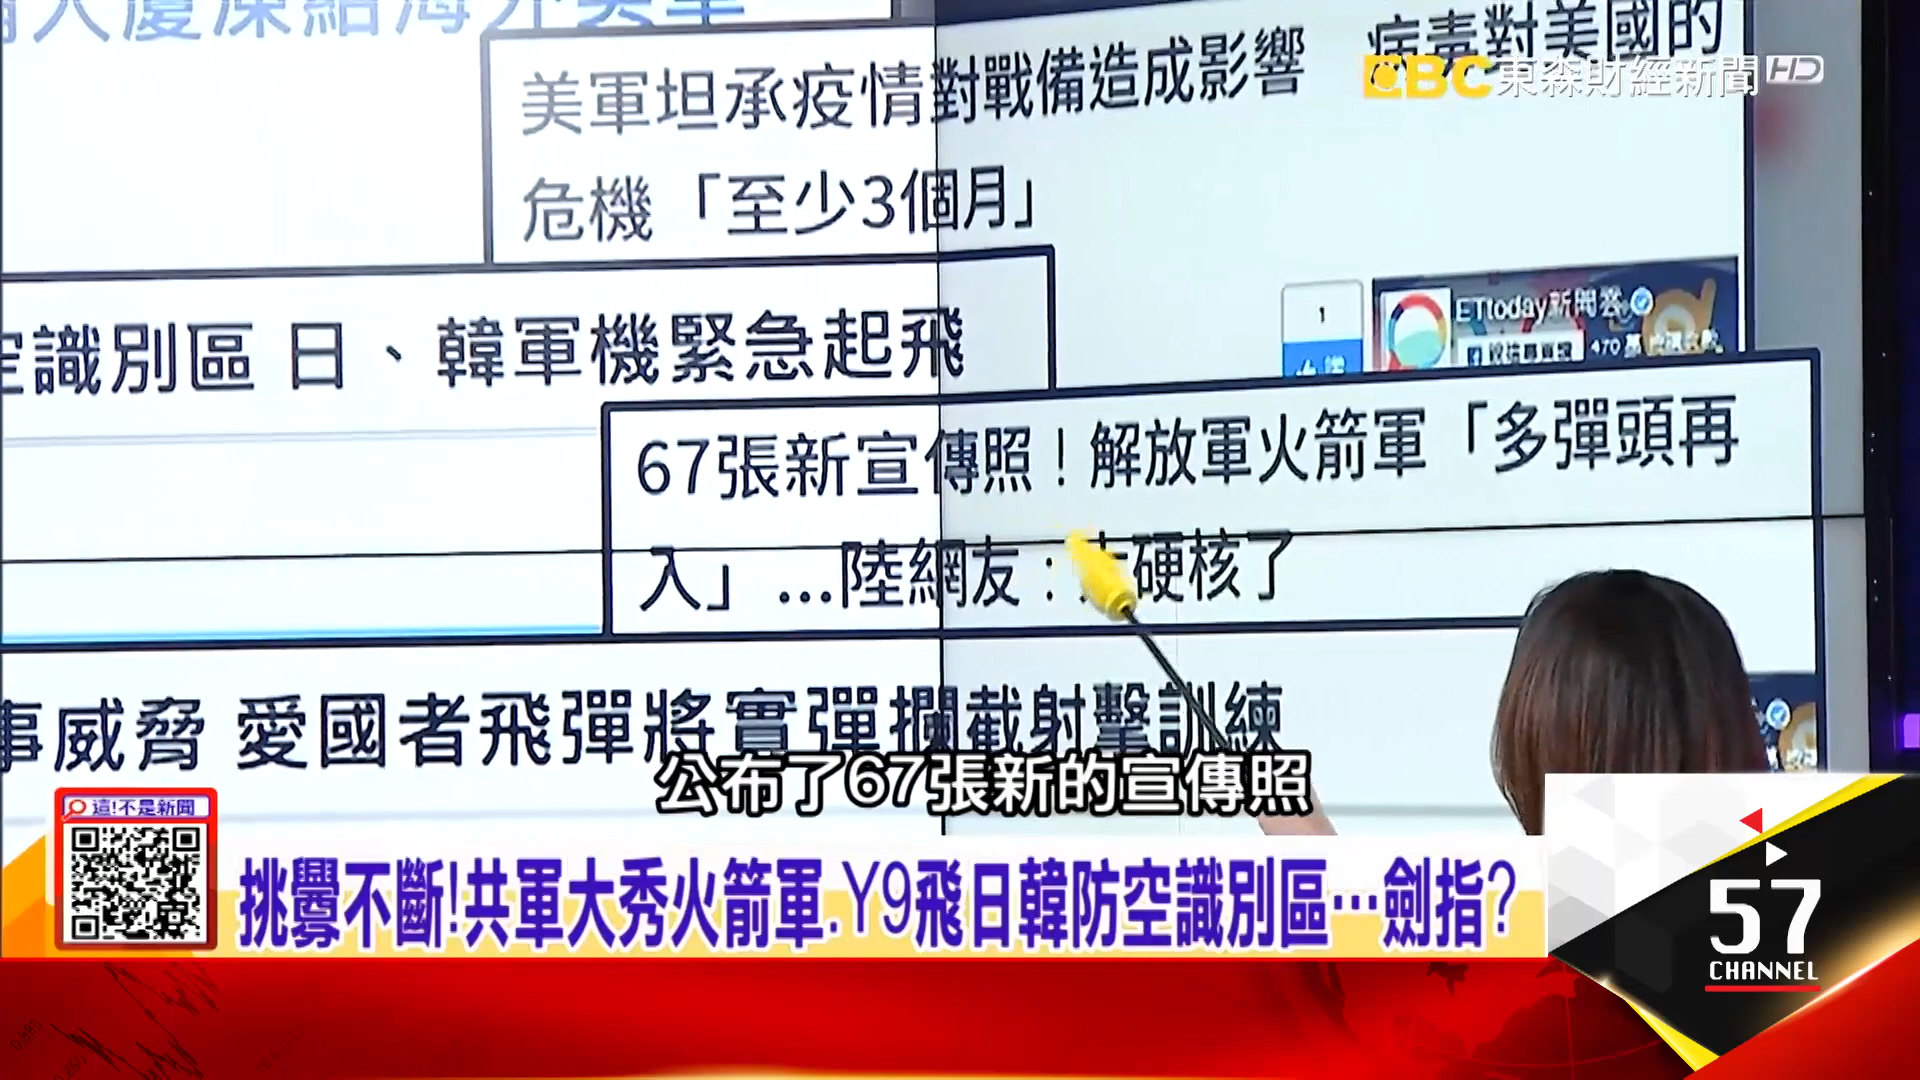 美軍坦承疫情對戰備造成影響 病毒對美國的
危機「至少3個月」
EBC東森財經新聞HD
識別區 日、韓軍機緊急起飛
1
ETtoday新聞雲
67張新宣傳照!解放軍火箭軍「多彈頭再
入」...陸網友:太硬核了
事威脅 愛國者飛彈將實彈攔截射擊訓練
公布了67張新的宣傳照
這!不是新聞
挑釁不斷!共軍大秀火箭軍.Y9飛日韓防空識別區…劍指?
57
CHANNEL